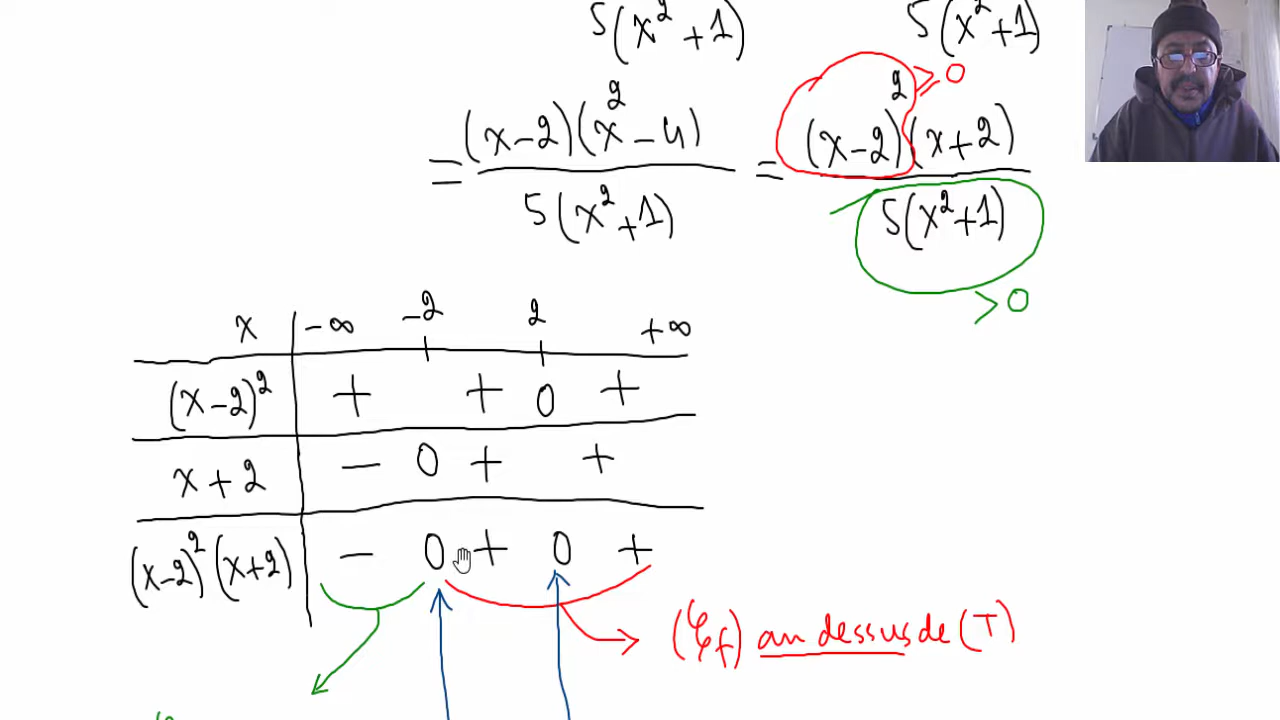 5(x²+1) 5(x²+1)
= (x-2)(x²-4) / 5(x²+1) = (x-2)²(x+2) / 5(x²+1)
≥ 0
> 0
x | -∞ -2 2 +∞
(x-2)² | + + 0 +
x+2 | - 0 + +
(x-2)²(x+2) | - 0 + 0 +
(𝒞f) an dessus de (T)